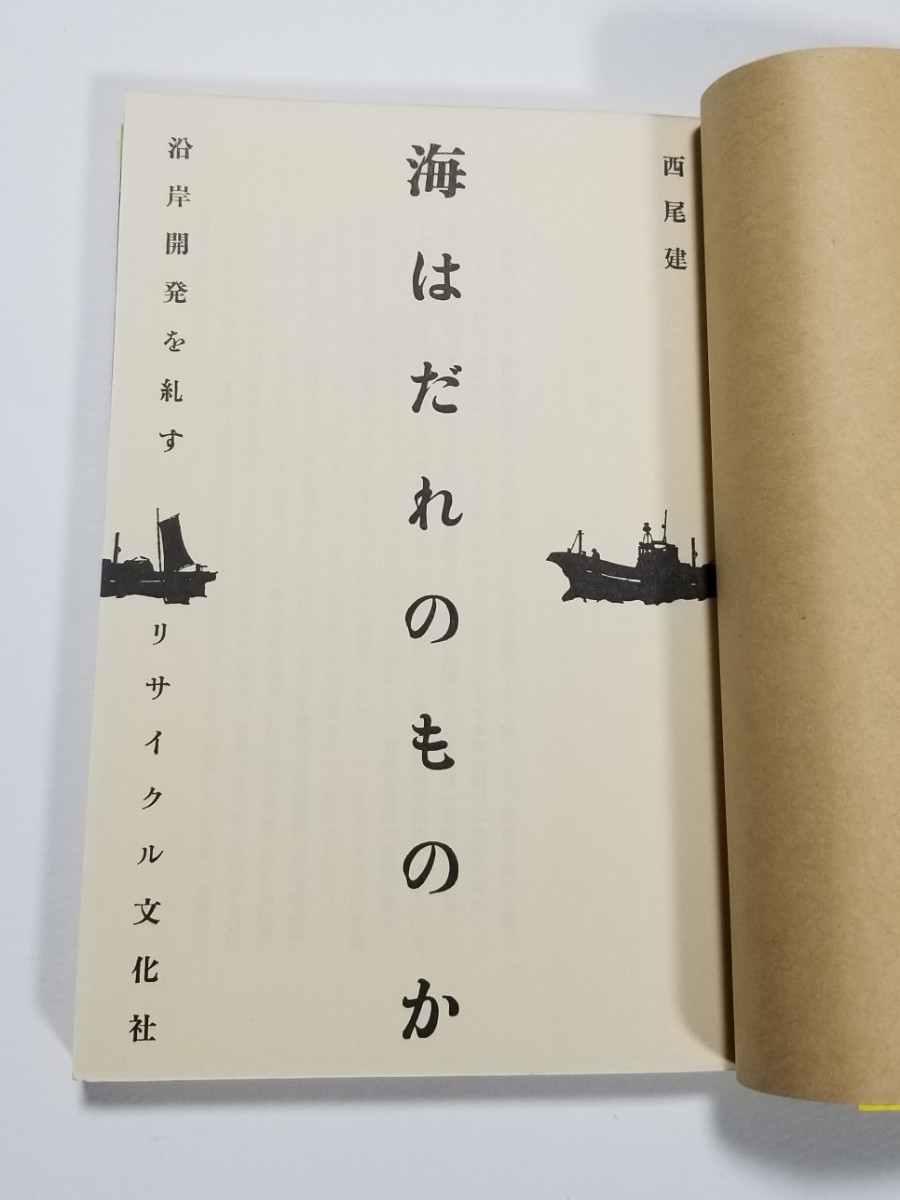 西尾建
海はだれのものか
沿岸開発を糺す
リサイクル文化社